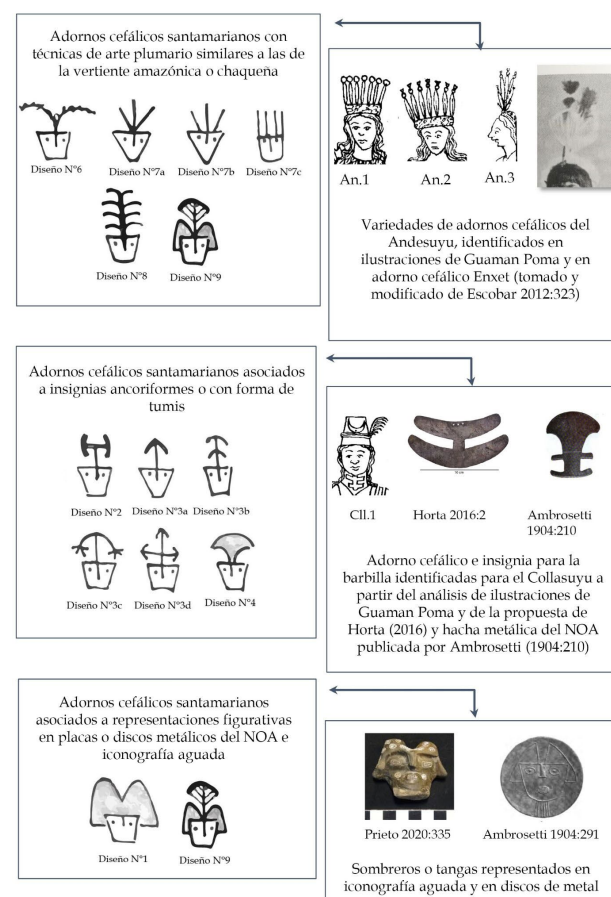 Adornos cefálicos santamarianos con
técnicas de arte plumario similares a las de
la vertiente amazónica o chaqueña
Diseño N°6
Diseño N°7a
Diseño N°7b
Diseño N°7c
Diseño N°8
Diseño N°9
An.1
An.2
An.3
Variedades de adornos cefálicos del
Andesuyu, identificados en
ilustraciones de Guaman Poma y en
adorno cefálico Enxet (tomado y
modificado de Escobar 2012:323)
Adornos cefálicos santamarianos asociados
a insignias ancoriformes o con forma de
tumis
Diseño N°2
Diseño N°3a
Diseño N°3b
Diseño N°3c
Diseño N°3d
Diseño N°4
Cll.1
Horta 2016:2
Ambrosetti
1904:210
Adorno cefálico e insignia para la
barbilla identificadas para el Collasuyu a
partir del análisis de ilustraciones de
Guaman Poma y de la propuesta de
Horta (2016) y hacha metálica del NOA
publicada por Ambrosetti (1904:210)
Adornos cefálicos santamarianos
asociados a representaciones figurativas
en placas o discos metálicos del NOA e
iconografía aguada
Diseño N°1
Diseño N°9
Prieto 2020:335
Ambrosetti 1904:291
Sombreros o tangas representados en
iconografía aguada y en discos de metal